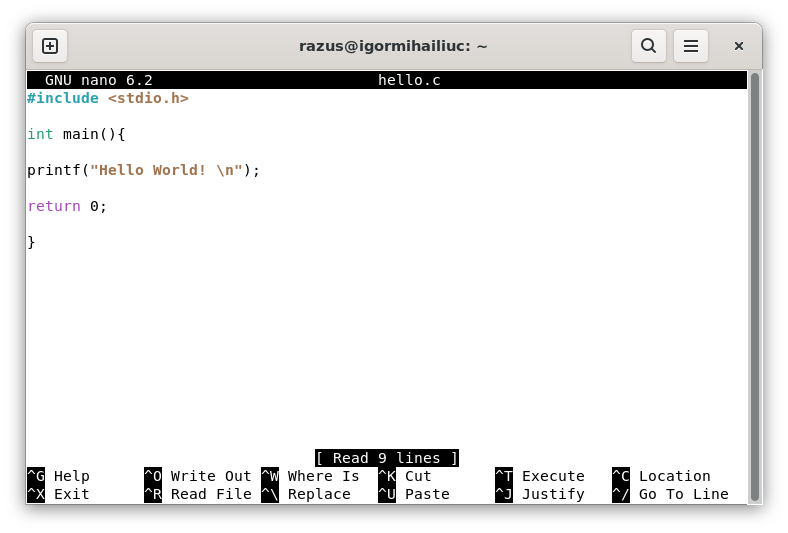 razus@igormihailiuc: ~
GNU nano 6.2 hello.c
#include <stdio.h>
int main(){
printf("Hello World! \n");
return 0;
}
[ Read 9 lines ]
^G Help ^O Write Out ^W Where Is ^K Cut ^T Execute ^C Location
^X Exit ^R Read File ^\ Replace ^U Paste ^J Justify ^/ Go To Line